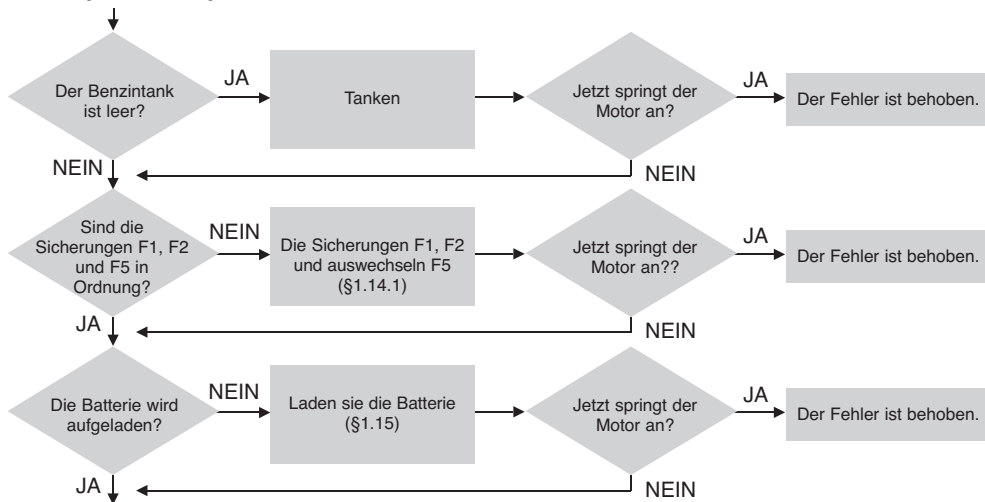 Der Benzintank
ist leer?
JA
Tanken
Jetzt springt der
Motor an?
JA
Der Fehler ist behoben.
NEIN
NEIN
Sind die
Sicherungen F1, F2
und F5 in
Ordnung?
NEIN
Die Sicherungen F1, F2
und auswechseln F5
(§1.14.1)
Jetzt springt der
Motor an??
JA
Der Fehler ist behoben.
JA
NEIN
Die Batterie wird
aufgeladen?
NEIN
Laden sie die Batterie
(§1.15)
Jetzt springt der
Motor an?
JA
Der Fehler ist behoben.
JA
NEIN